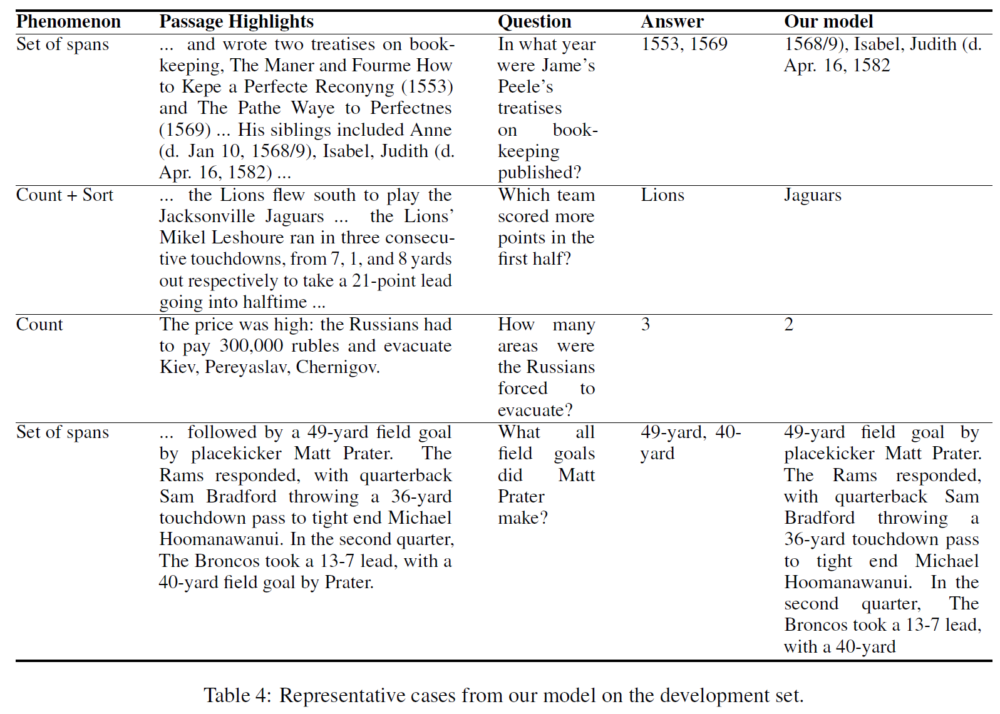 Phenomenon Passage Highlights Question Answer Our model
Set of spans
... and wrote two treatises on book-
keeping, The Maner and Fourme How
to Kepe a Perfecte Reconyng (1553)
and The Pathe Waye to Perfectnes
(1569) ... His siblings included Anne
(d. Jan 10, 1568/9), Isabel, Judith (d.
Apr. 16, 1582) ...
In what year
were Jame's
Peele's
treatises
on book-
keeping
published?
1553, 1569
1568/9), Isabel, Judith (d.
Apr. 16, 1582
Count + Sort
... the Lions flew south to play the
Jacksonville Jaguars ... the Lions'
Mikel Leshoure ran in three consecu-
tive touchdowns, from 7, 1, and 8 yards
out respectively to take a 21-point lead
going into halftime ...
Which team
scored more
points in the
first half?
Lions
Jaguars
Count
The price was high: the Russians had
to pay 300,000 rubles and evacuate
Kiev, Pereyaslav, Chernigov.
How many
areas were
the Russians
forced to
evacuate?
3
2
Set of spans
... followed by a 49-yard field goal
by placekicker Matt Prater. The
Rams responded, with quarterback
Sam Bradford throwing a 36-yard
touchdown pass to tight end Michael
Hoomanawanui. In the second quarter,
The Broncos took a 13-7 lead, with a
40-yard field goal by Prater.
What all
field goals
did Matt
Prater
make?
49-yard, 40-
yard
49-yard field goal by
placekicker Matt Prater.
The Rams responded,
with quarterback Sam
Bradford throwing a
36-yard touchdown pass
to tight end Michael
Hoomanawanui. In the
second quarter, The
Broncos took a 13-7 lead,
with a 40-yard
Table 4: Representative cases from our model on the development set.